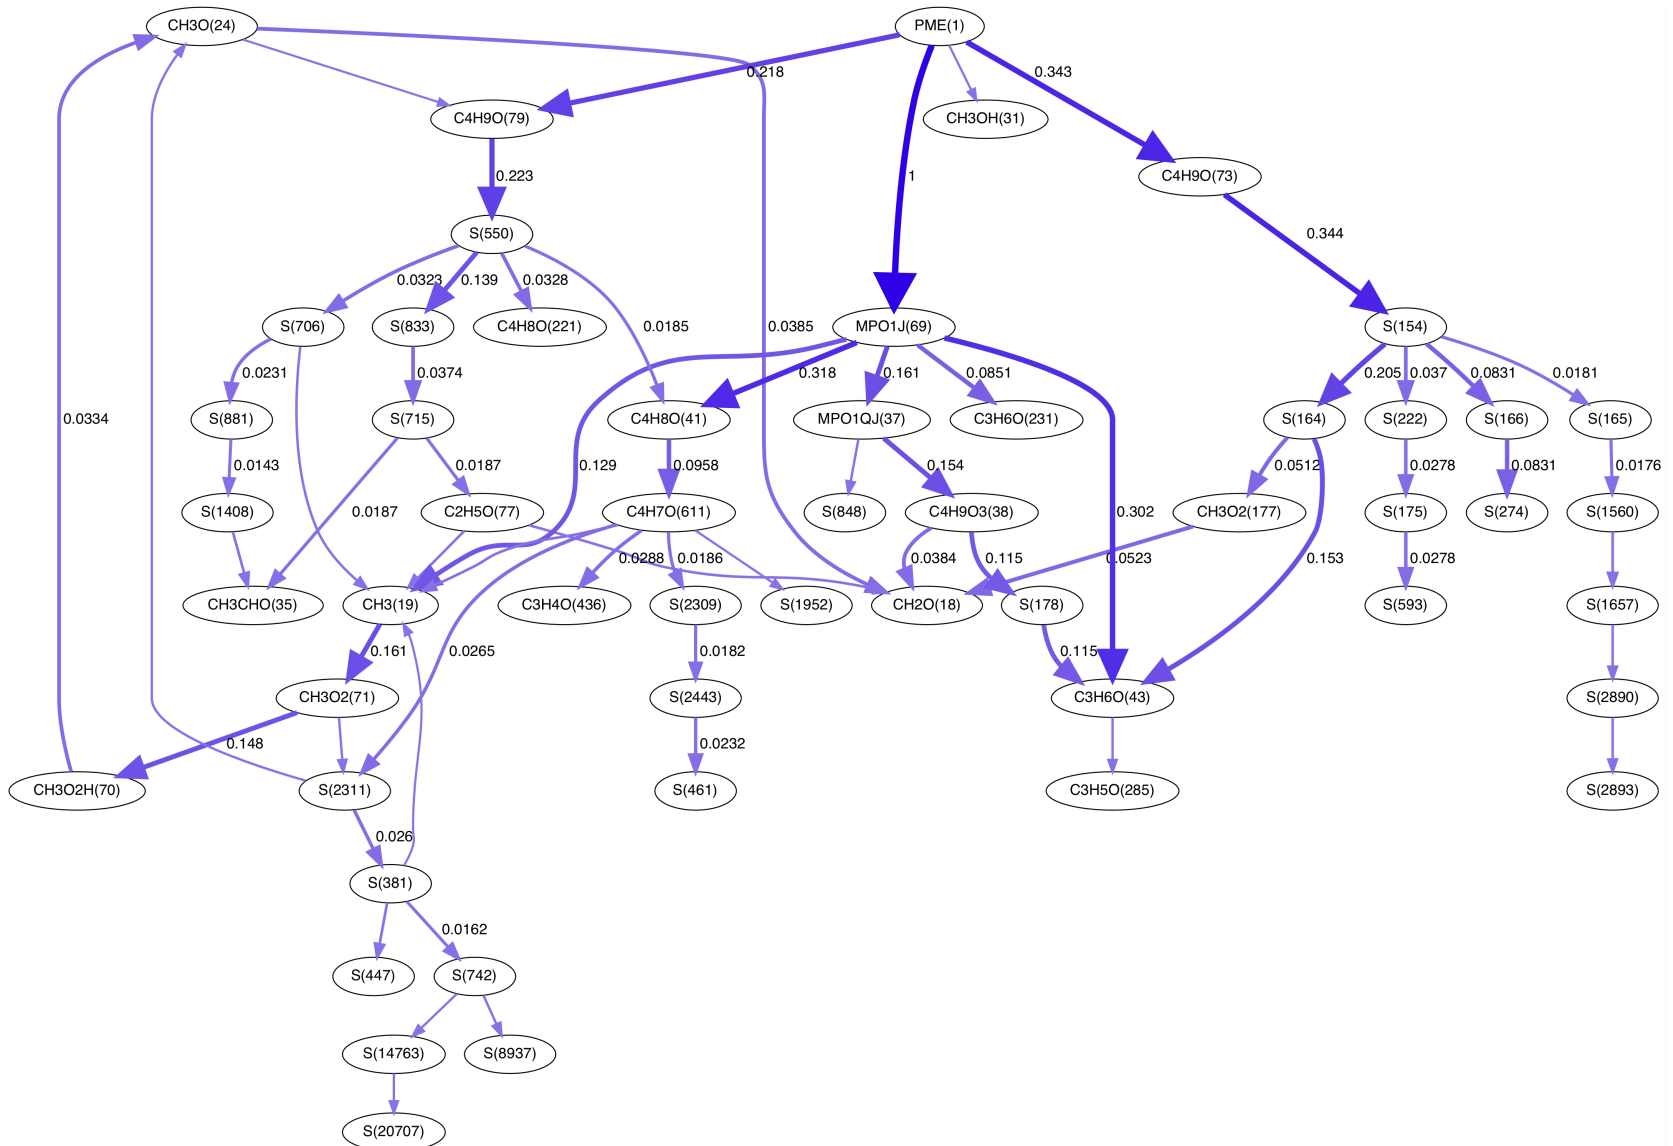 CH3O(24)
PME(1)
0.218
0.343
C4H9O(79)
CH3OH(31)
0.223
1
C4H9O(73)
S(550)
0.344
0.0323
0.139
0.0328
S(706)
S(833)
C4H8O(221)
0.0185
0.0385
MPO1J(69)
S(154)
0.0231
0.0374
0.318
0.161
0.0851
0.205
0.037
0.0831
0.0181
S(881)
S(715)
C4H8O(41)
MPO1QJ(37)
C3H6O(231)
S(164)
S(222)
S(166)
S(165)
0.0334
0.0143
0.0187
0.129
0.0958
0.154
0.0512
0.0278
0.0831
0.0176
S(1408)
C2H5O(77)
C4H7O(611)
S(848)
C4H9O3(38)
0.302
CH3O2(177)
S(175)
S(274)
S(1560)
0.0187
0.0288
0.0186
0.0384
0.115
0.0523
0.153
0.0278
CH3CHO(35)
CH3(19)
C3H4O(436)
S(2309)
S(1952)
CH2O(18)
S(178)
S(593)
S(1657)
0.161
0.0265
0.0182
0.115
CH3O2(71)
S(2443)
C3H6O(43)
S(2890)
0.148
0.0232
CH3O2H(70)
S(2311)
S(461)
C3H5O(285)
S(2893)
0.026
S(381)
0.0162
S(447)
S(742)
S(14763)
S(8937)
S(20707)